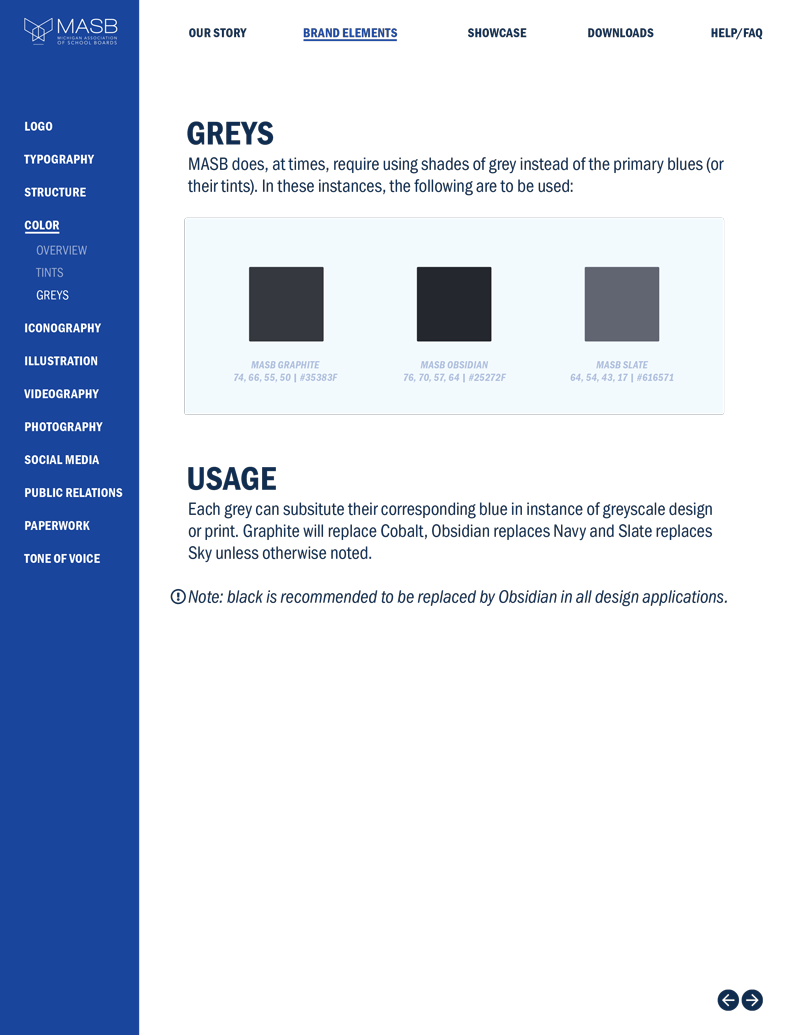 MASB
MICHIGAN ASSOCIATION
OF SCHOOL BOARDS
OUR STORY
BRAND ELEMENTS
SHOWCASE
DOWNLOADS
HELP/FAQ
LOGO
TYPOGRAPHY
STRUCTURE
COLOR
OVERVIEW
TINTS
GREYS
ICONOGRAPHY
ILLUSTRATION
VIDEOGRAPHY
PHOTOGRAPHY
SOCIAL MEDIA
PUBLIC RELATIONS
PAPERWORK
TONE OF VOICE
GREYS
MASB does, at times, require using shades of grey instead of the primary blues (or
their tints). In these instances, the following are to be used:
MASB GRAPHITE
74, 66, 55, 50 | #35383F
MASB OBSIDIAN
76, 70, 57, 64 | #25272F
MASB SLATE
64, 54, 43, 17 | #616571
USAGE
Each grey can subsitute their corresponding blue in instance of greyscale design
or print. Graphite will replace Cobalt, Obsidian replaces Navy and Slate replaces
Sky unless otherwise noted.
Note: black is recommended to be replaced by Obsidian in all design applications.